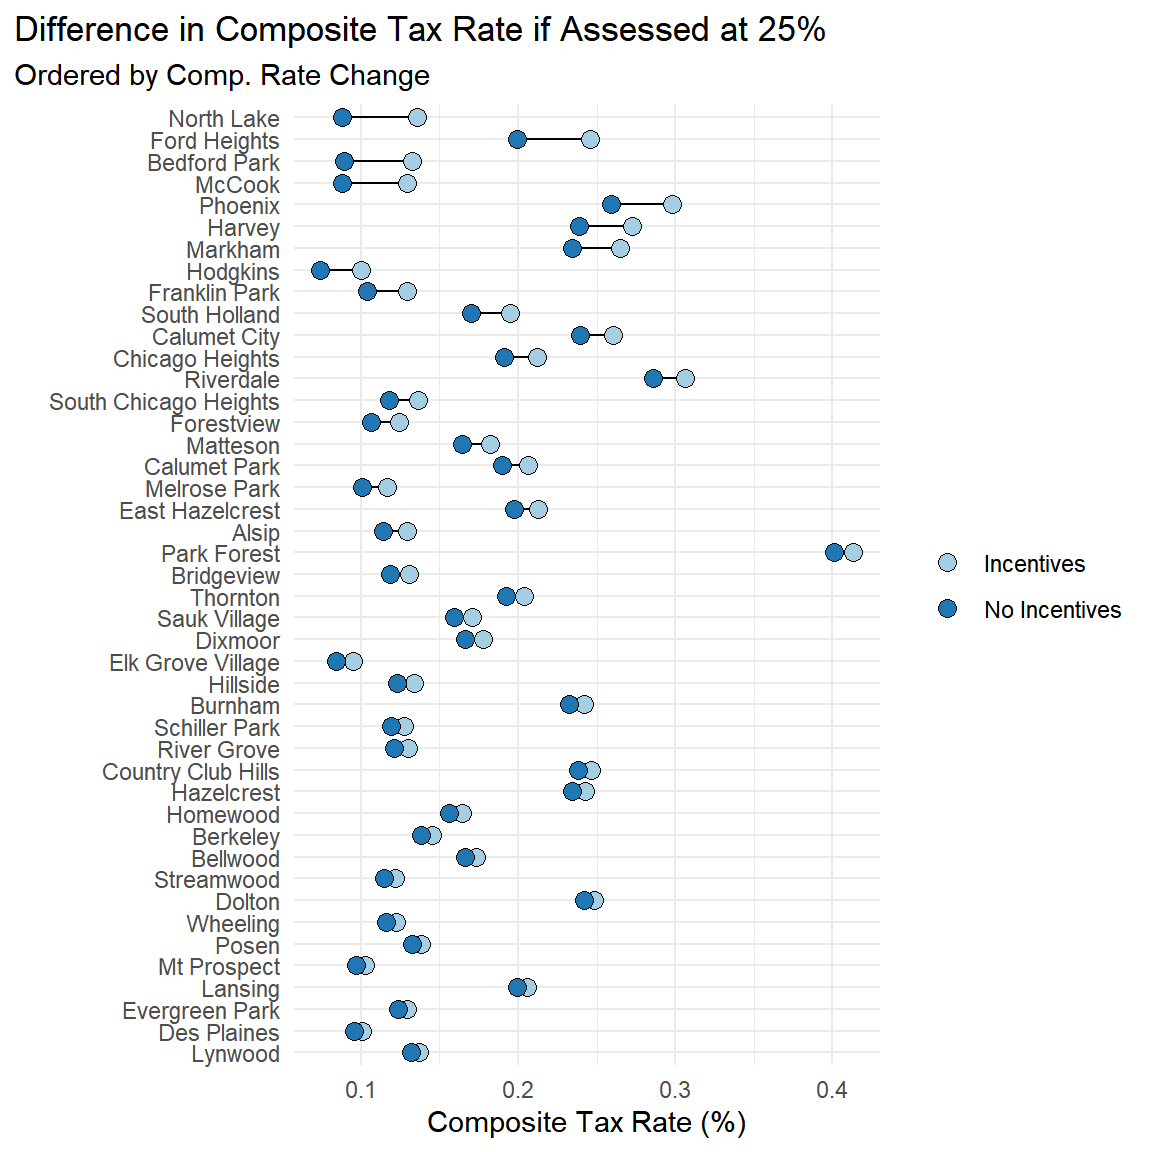 Difference in Composite Tax Rate if Assessed at 25%
Ordered by Comp. Rate Change
North Lake
Ford Heights
Bedford Park
McCook
Phoenix
Harvey
Markham
Hodgkins
Franklin Park
South Holland
Calumet City
Chicago Heights
Riverdale
South Chicago Heights
Forestview
Matteson
Calumet Park
Melrose Park
East Hazelcrest
Alsip
Park Forest
Bridgeview
Thornton
Sauk Village
Dixmoor
Elk Grove Village
Hillside
Burnham
Schiller Park
River Grove
Country Club Hills
Hazelcrest
Homewood
Berkeley
Bellwood
Streamwood
Dolton
Wheeling
Posen
Mt Prospect
Lansing
Evergreen Park
Des Plaines
Lynwood
0.1 0.2 0.3 0.4
Composite Tax Rate (%)
Incentives
No Incentives